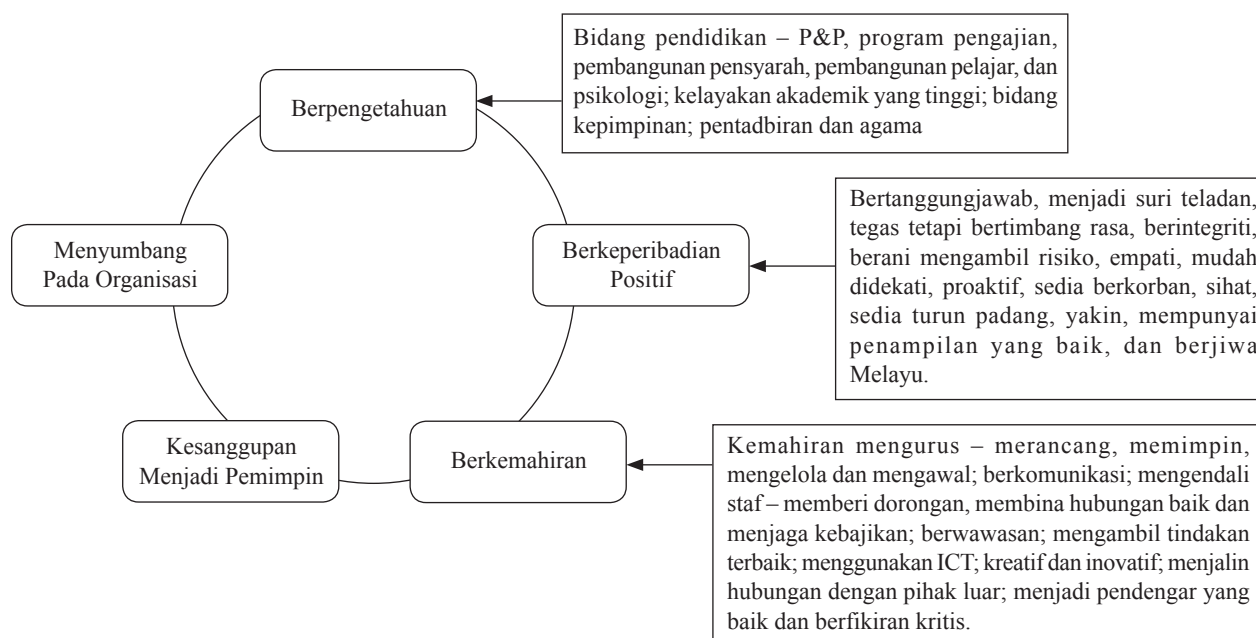 Bidang pendidikan – P&P, program pengajian,
pembangunan pensyarah, pembangunan pelajar, dan
psikologi; kelayakan akademik yang tinggi; bidang
kepimpinan; pentadbiran dan agama
Berpengetahuan
Bertanggungjawab, menjadi suri teladan,
tegas tetapi bertimbang rasa, berintegriti,
berani mengambil risiko, empati, mudah
didekati, proaktif, sedia berkorban, sihat,
sedia turun padang, yakin, mempunyai
penampilan yang baik, dan berjiwa
Melayu.
Berkeperibadian
Positif
Menyumbang
Pada Organisasi
Kesanggupan
Menjadi Pemimpin
Berkemahiran
Kemahiran mengurus – merancang, memimpin,
mengelola dan mengawal; berkomunikasi; mengendali
staf – memberi dorongan, membina hubungan baik dan
menjaga kebajikan; berwawasan; mengambil tindakan
terbaik; menggunakan ICT; kreatif dan inovatif; menjalin
hubungan dengan pihak luar; menjadi pendengar yang
baik dan berfikiran kritis.